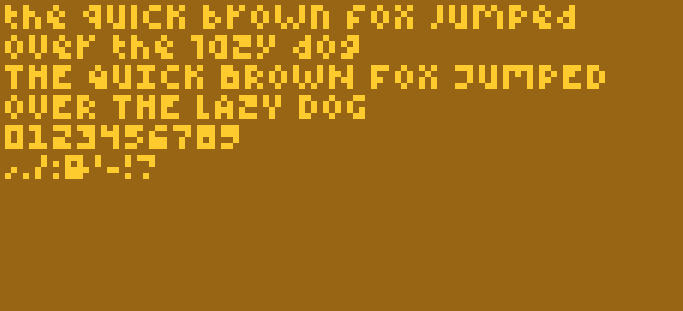 the quick brown fox jumped
over the lazy dog
THE QUICK BROWN FOX JUMPED
OVER THE LAZY DOG
0123456789
,./:@'-!?